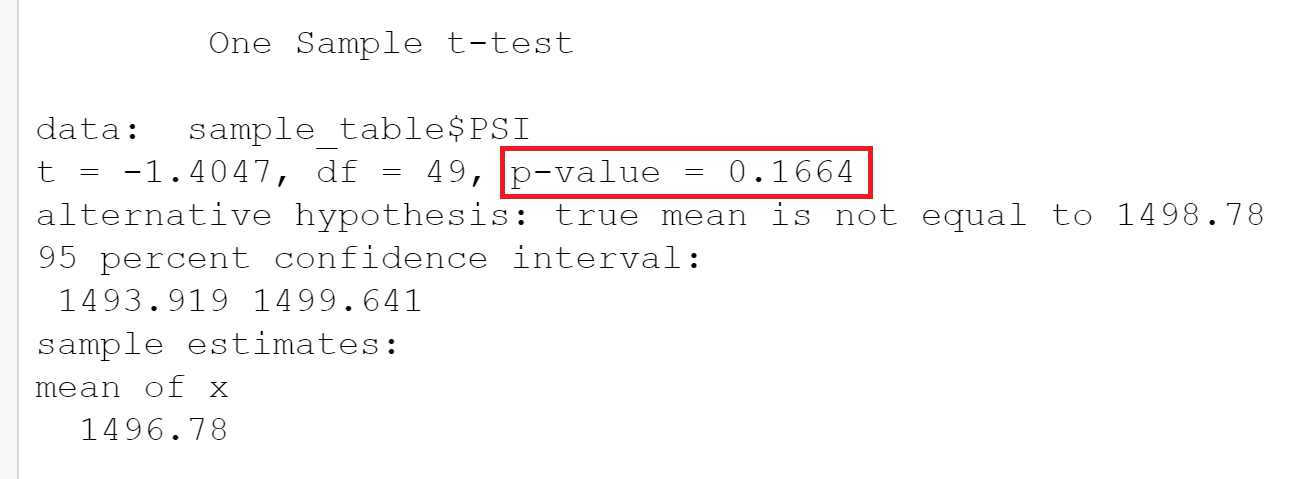 One Sample t-test
data:  sample_table$PSI
t = -1.4047, df = 49, p-value = 0.1664
alternative hypothesis: true mean is not equal to 1498.78
95 percent confidence interval:
1493.919 1499.641
sample estimates:
mean of x
1496.78